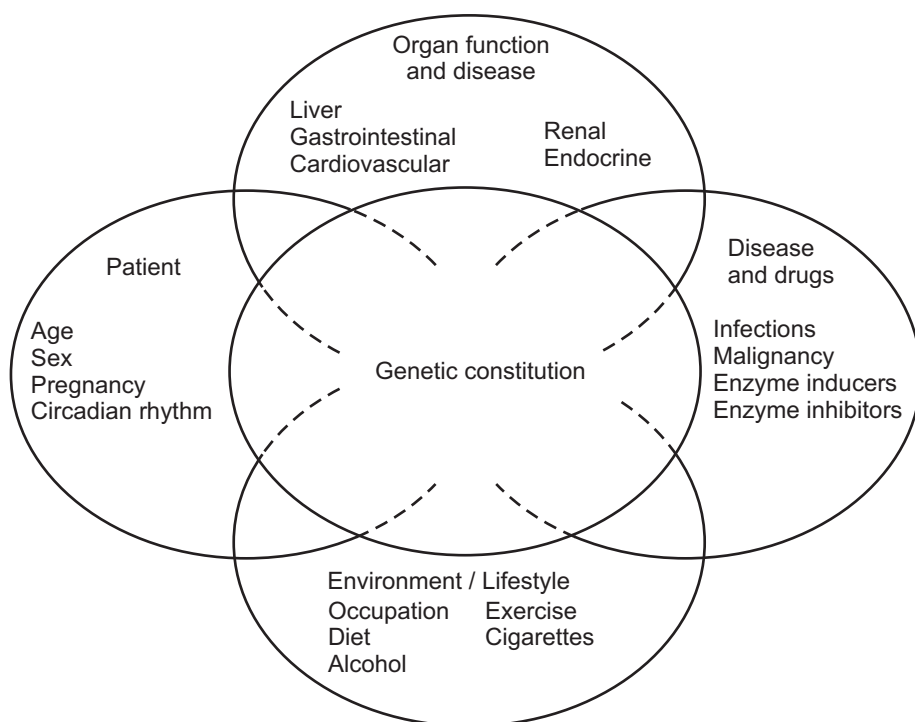 Organ function
and disease
Liver
Gastrointestinal
Cardiovascular
Renal
Endocrine
Patient
Age
Sex
Pregnancy
Circadian rhythm
Disease
and drugs
Infections
Malignancy
Enzyme inducers
Enzyme inhibitors
Genetic constitution
Environment / Lifestyle
Occupation
Diet
Alcohol
Exercise
Cigarettes